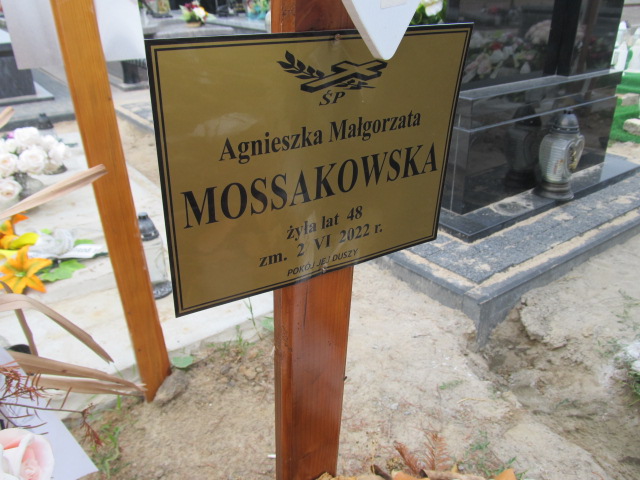 ŚP
Agnieszka Małgorzata
MOSSAKOWSKA
żyła lat 48
zm. 2 VI 2022 r.
POKÓJ JEJ DUSZY